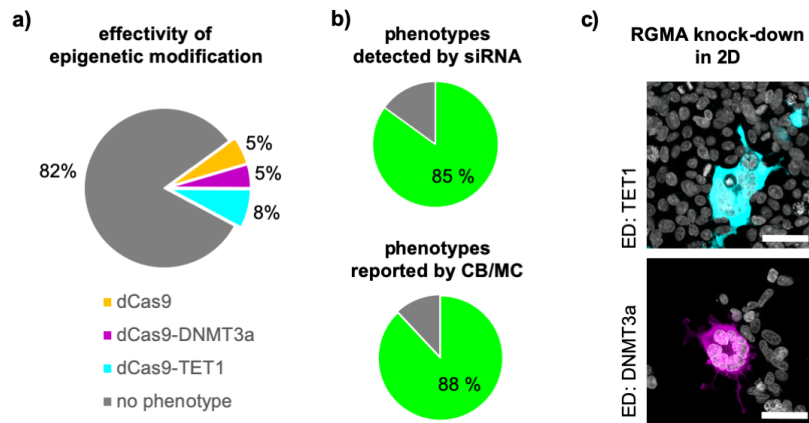 a)
effectivity of
epigenetic modification
82%
5%
5%
8%
dCas9
dCas9-DNMT3a
dCas9-TET1
no phenotype
b)
phenotypes
detected by siRNA
85 %
phenotypes
reported by CB/MC
88 %
c)
RGMA knock-down
in 2D
ED: TET1
ED: DNMT3a